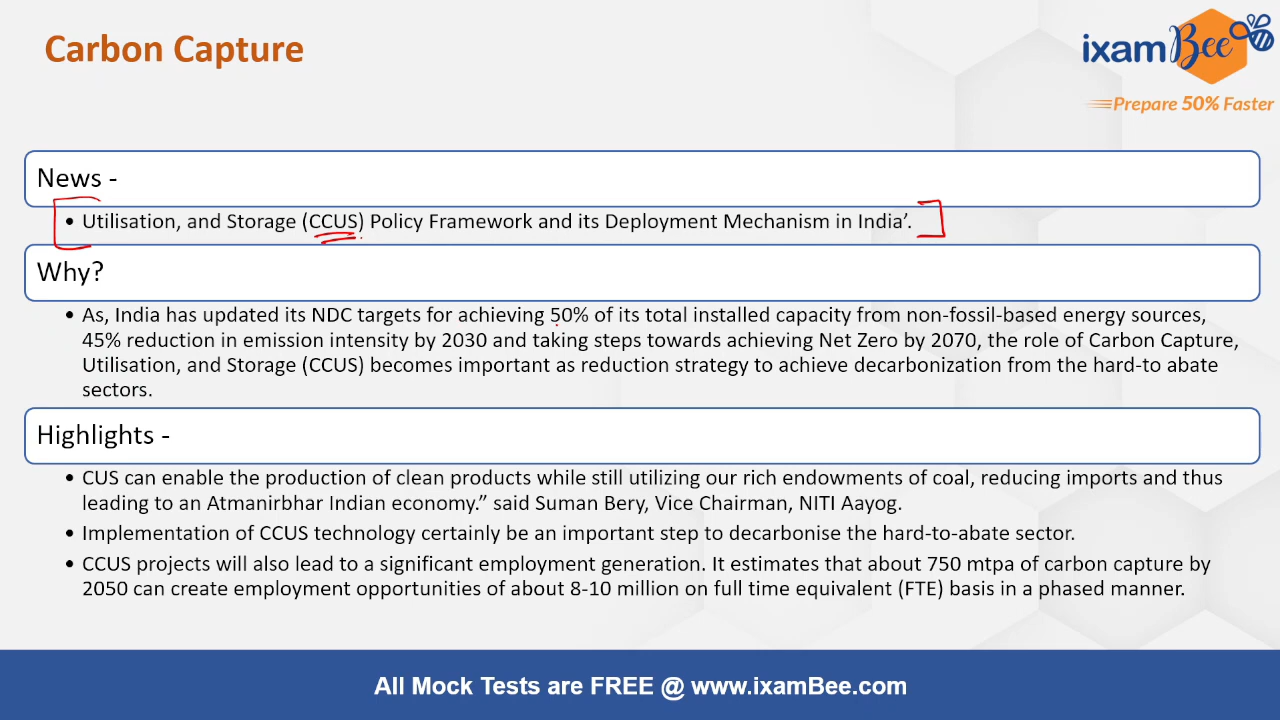 Carbon Capture
ixamBee
Prepare 50% Faster
News -
• Utilisation, and Storage (CCUS) Policy Framework and its Deployment Mechanism in India’.
Why?
• As, India has updated its NDC targets for achieving 50% of its total installed capacity from non-fossil-based energy sources,
45% reduction in emission intensity by 2030 and taking steps towards achieving Net Zero by 2070, the role of Carbon Capture,
Utilisation, and Storage (CCUS) becomes important as reduction strategy to achieve decarbonization from the hard-to abate
sectors.
Highlights -
• CUS can enable the production of clean products while still utilizing our rich endowments of coal, reducing imports and thus
leading to an Atmanirbhar Indian economy.” said Suman Bery, Vice Chairman, NITI Aayog.
• Implementation of CCUS technology certainly be an important step to decarbonise the hard-to-abate sector.
• CCUS projects will also lead to a significant employment generation. It estimates that about 750 mtpa of carbon capture by
2050 can create employment opportunities of about 8-10 million on full time equivalent (FTE) basis in a phased manner.
All Mock Tests are FREE @ www.ixamBee.com